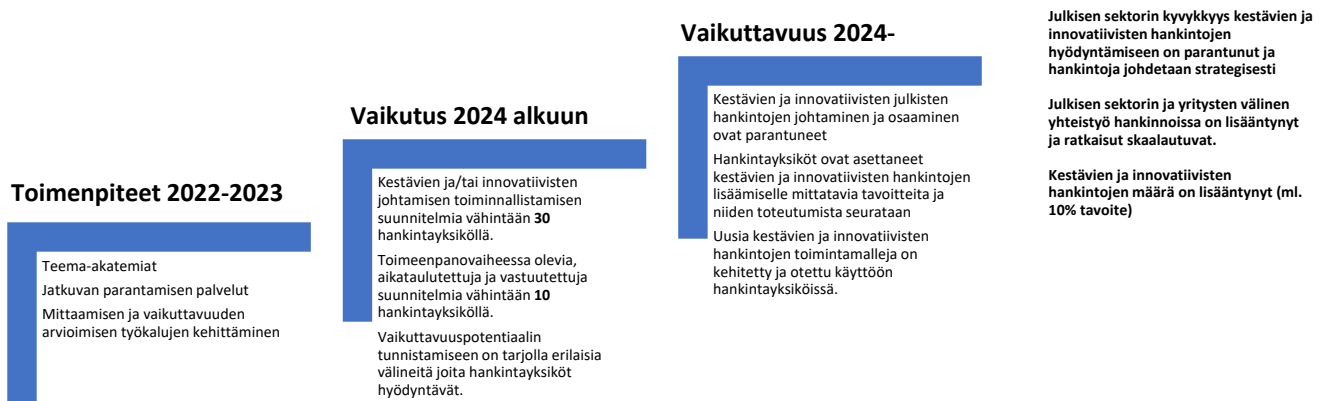 Toimenpiteet 2022-2023
Teema-akatemiat
Jatkuvan parantamisen palvelut
Mittaamisen ja vaikuttavuuden
arvioimisen työkalujen kehittäminen
Vaikutus 2024 alkuun
Kestävien ja/tai innovatiivisten
johtamisen toiminnallistamisen
suunnitelmia vähintään 30
hankintayksiköllä.
Toimeenpanovaiheessa olevia,
aikataulutettuja ja vastuutettuja
suunnitelmia vähintään 10
hankintayksiköllä.
Vaikuttavuuspotentiaalin
tunnistamiseen on tarjolla erilaisia
välineitä joita hankintayksiköt
hyödyntävät.
Vaikuttavuus 2024-
Kestävien ja innovatiivisten julkisten
hankintojen johtaminen ja osaaminen
ovat parantuneet
Hankintayksiköt ovat asettaneet
kestävien ja innovatiivisten hankintojen
lisäämiselle mittatavia tavoitteita ja
niiden toteutumista seurataan
Uusia kestävien ja innovatiivisten
hankintojen toimintamalleja on
kehitetty ja otettu käyttöön
hankintayksiköissä.
Julkisen sektorin kyvykkyys kestävien ja
innovatiivisten hankintojen
hyödyntämiseen on parantunut ja
hankintoja johdetaan strategisesti
Julkisen sektorin ja yritysten välinen
yhteistyö hankinnoissa on lisääntynyt
ja ratkaisut skaalautuvat.
Kestävien ja innovatiivisten
hankintojen määrä on lisääntynyt (ml.
10% tavoite)